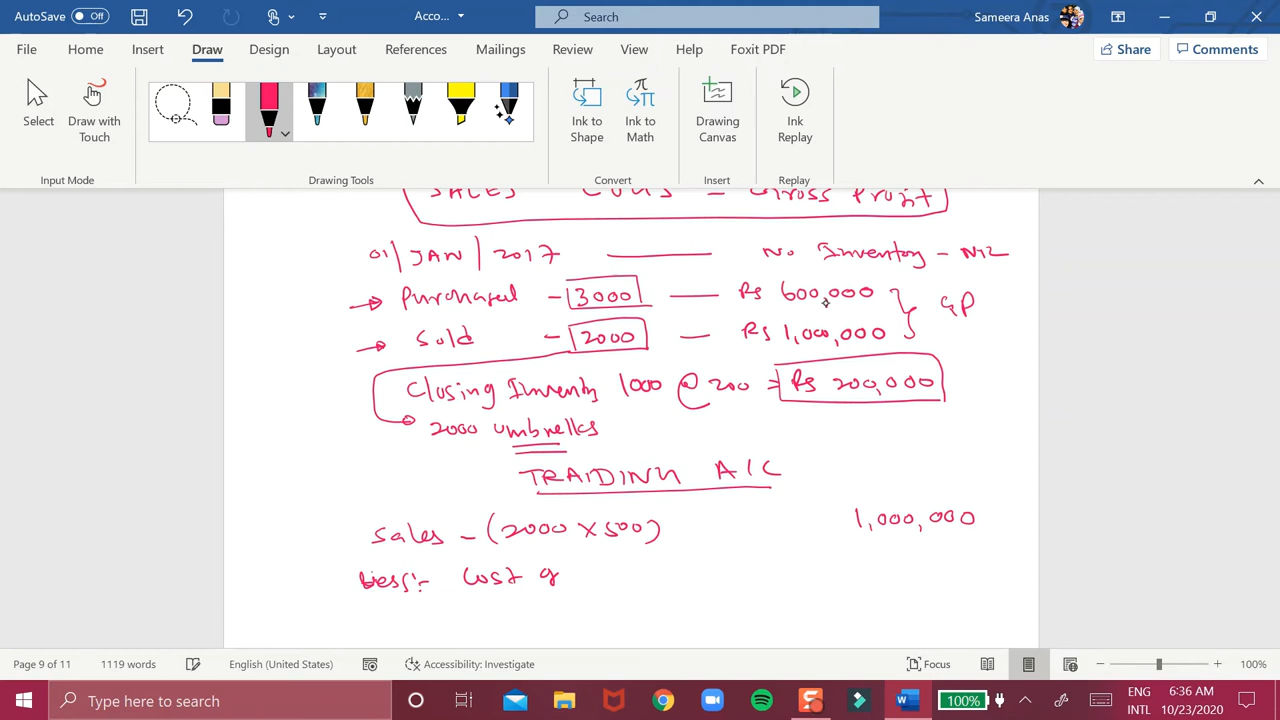 AutoSave Off Acco... Search Sameera Anas
File Home Insert Draw Design Layout References Mailings Review View Help Foxit PDF Share Comments
Select
Draw with Touch
Ink to Shape
Ink to Math
Drawing Canvas
Ink Replay
Input Mode Drawing Tools Convert Insert Replay
SALES COGS = Gross Profit
01/JAN/2017 No Inventory - NIL
Purchased - 3000 Rs 600,000 GP
Sold - 2000 Rs 1,000,000
Closing Inventy 1000 @ 200 = Rs 200,000
2000 umbrellas
TRAIDING A/C
Sales - (2000 X 500) 1,000,000
Less:- Cost
Page 9 of 11 1119 words English (United States) Accessibility: Investigate Focus 100%
Type here to search 100% ENG INTL 6:36 AM 10/23/2020